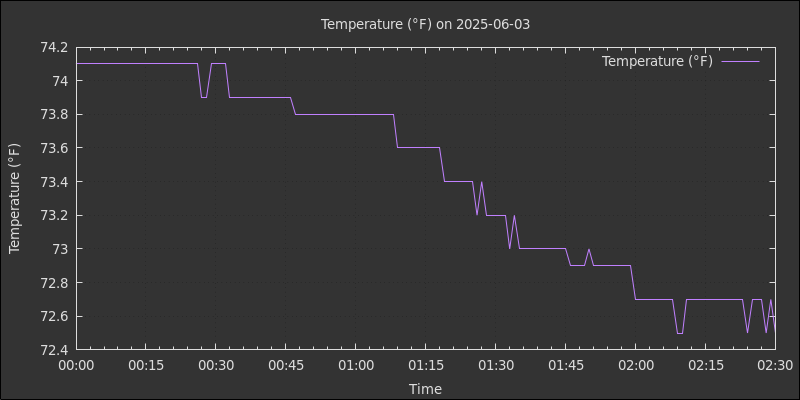 Temperature (°F) on 2025-06-03
Temperature (°F)
74.2
74
73.8
73.6
73.4
73.2
73
72.8
72.6
72.4
Temperature (°F)
00:00 00:15 00:30 00:45 01:00 01:15 01:30 01:45 02:00 02:15 02:30
Time